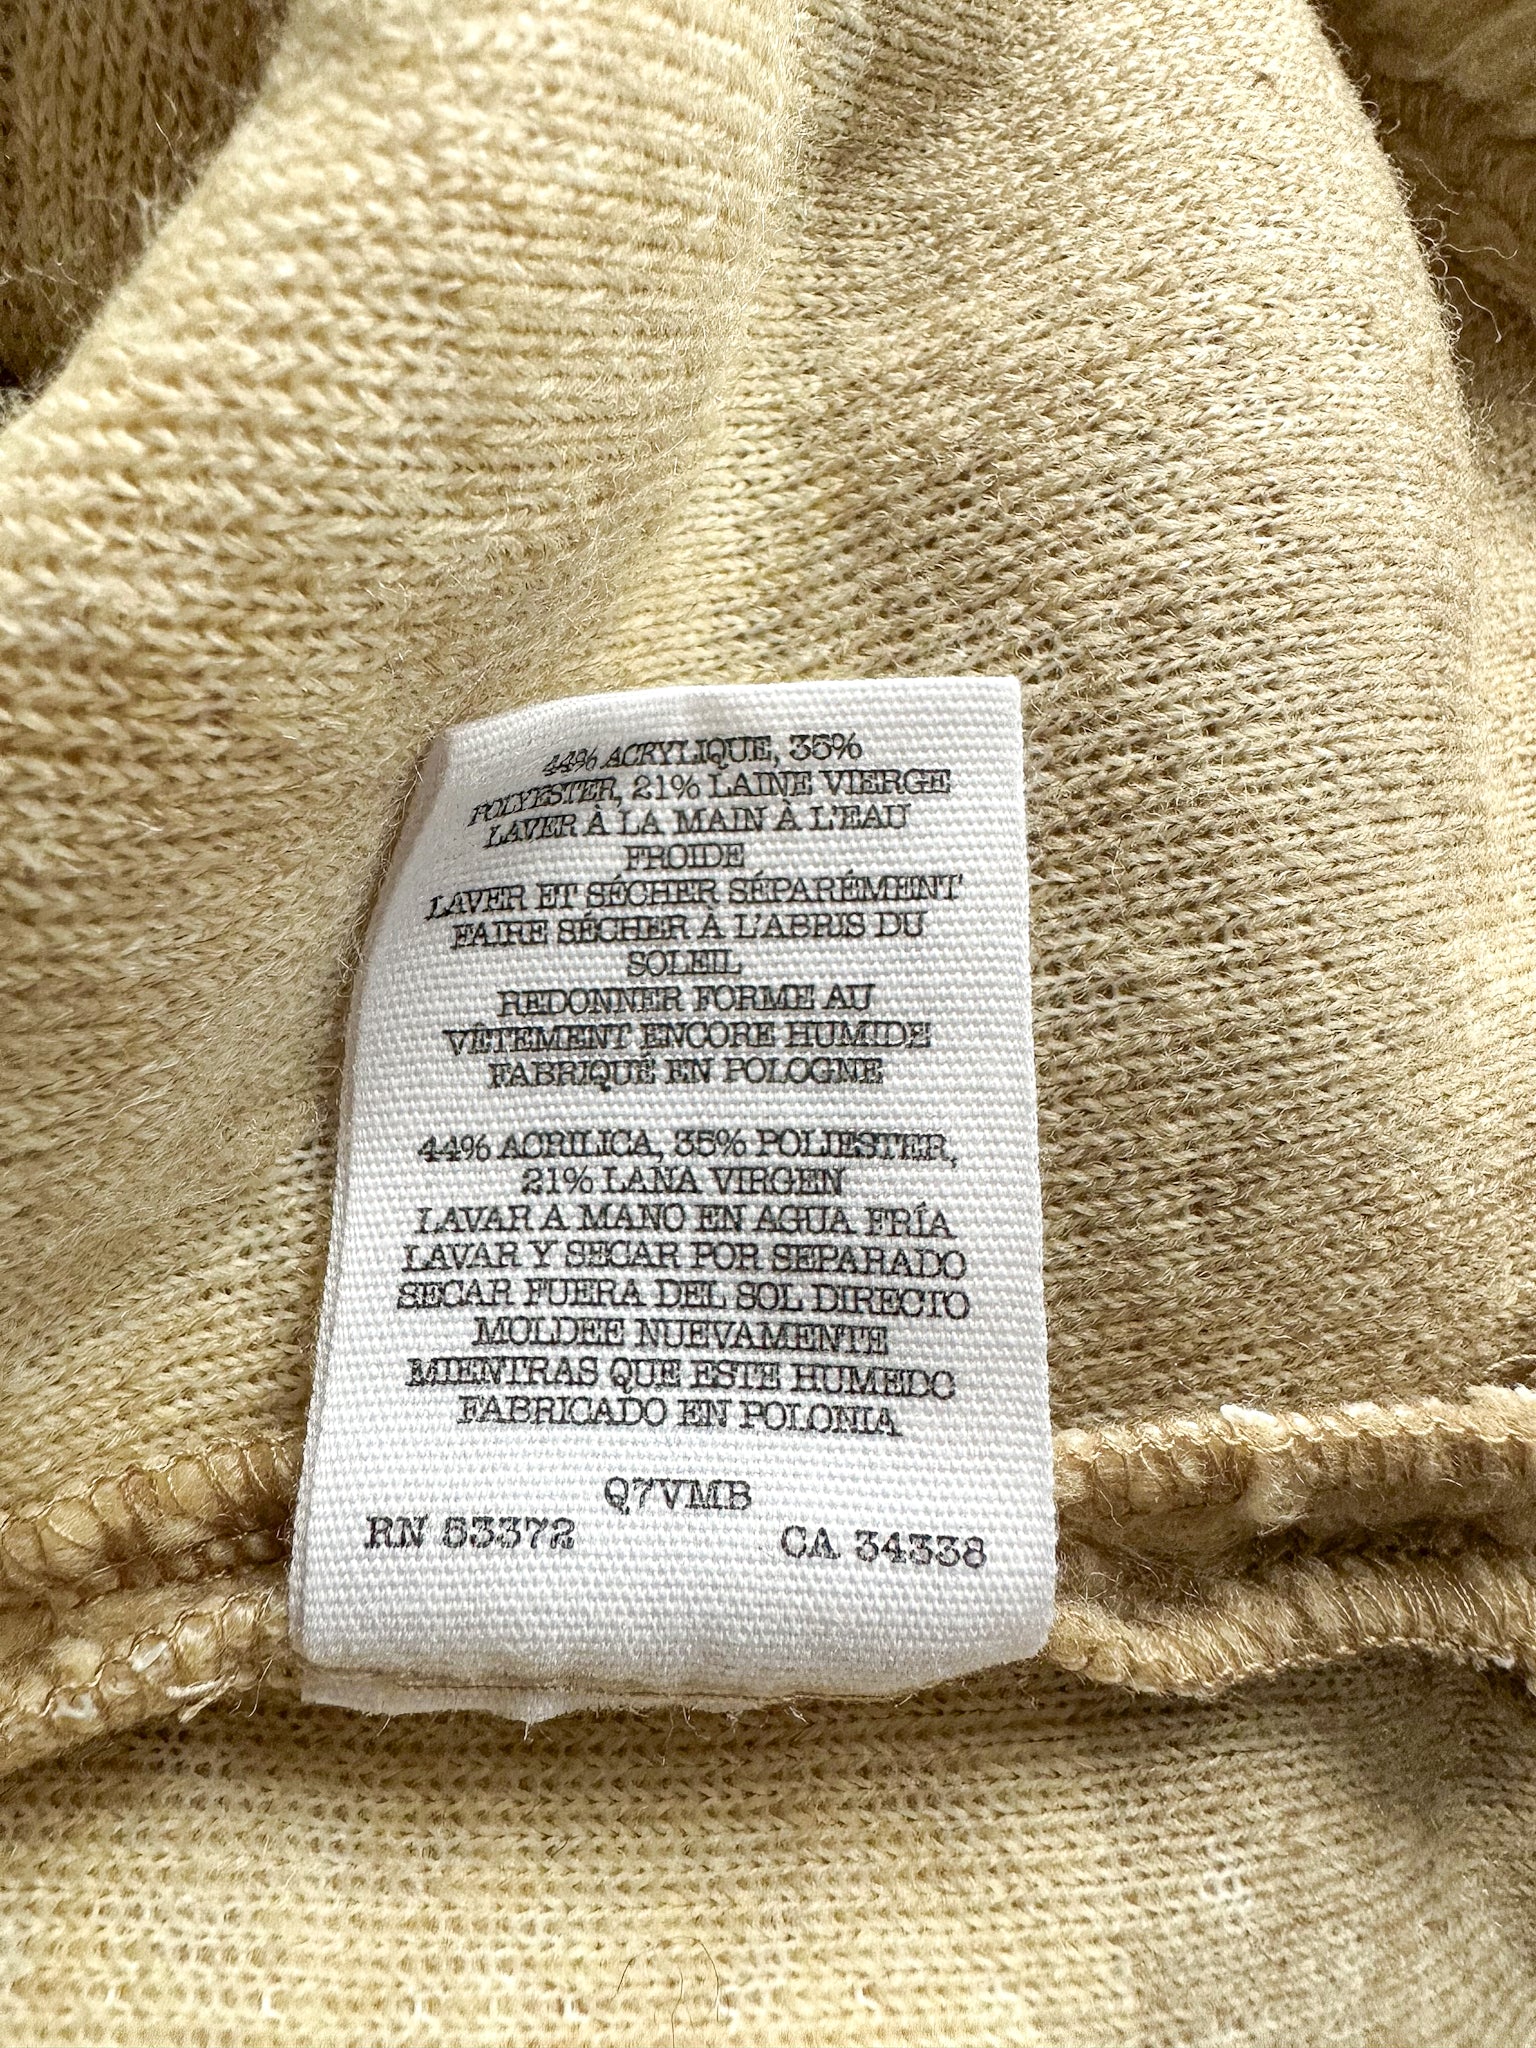 44% ACRYLIQUE, 35%
POLYESTER, 21% LAINE VIERGE
LAVER À LA MAIN À L'EAU
FROIDE
LAVER ET SÉCHER SÉPARÉMENT
FAIRE SÉCHER À L'ABRIS DU
SOLEIL
REDONNER FORME AU
VÊTEMENT ENCORE HUMIDE
FABRIQUÉ EN POLOGNE
44% ACRILICA, 35% POLIESTER,
21% LANA VIRGEN
LAVAR A MANO EN AGUA FRÍA
LAVAR Y SECAR POR SEPARADO
SECAR FUERA DEL SOL DIRECTO
MOLDEE NUEVAMENTE
MIENTRAS QUE ESTE HUMEDO
FABRICADO EN POLONIA
Q7VMB
RN 53372 CA 34338